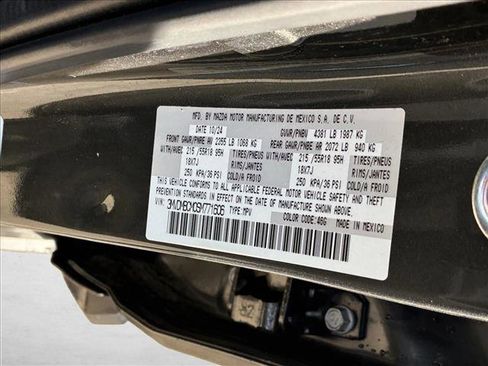 MFD. BY MAZDA MOTOR MANUFACTURING DE MEXICO S.A. DE C.V.
DATE 10/24 GVWR/PNBV 4381 LB 1987 KG
FRONT GAWR/PNBE AV 2355 LB 1068 KG REAR GAWR/PNBE AR 2072 LB 940 KG
WITH/AVEC 215/55R18 95H TIRES/PNEUS WITH/AVEC 215/55R18 95H TIRES/PNEUS
18X7J RIMS/JANTES 18X7J RIMS/JANTES
250 KPA/36 PSI COLD/A FROID 250 KPA/36 PSI COLD/A FROID
THIS VEHICLE CONFORMS TO ALL APPLICABLE FEDERAL MOTOR VEHICLE SAFETY AND THEFT
PREVENTION STANDARDS IN EFFECT ON THE DATE OF MANUFACTURE SHOWN ABOVE.
VIN: TYPE: MPV COLOR CODE: 46G MADE IN MEXICO